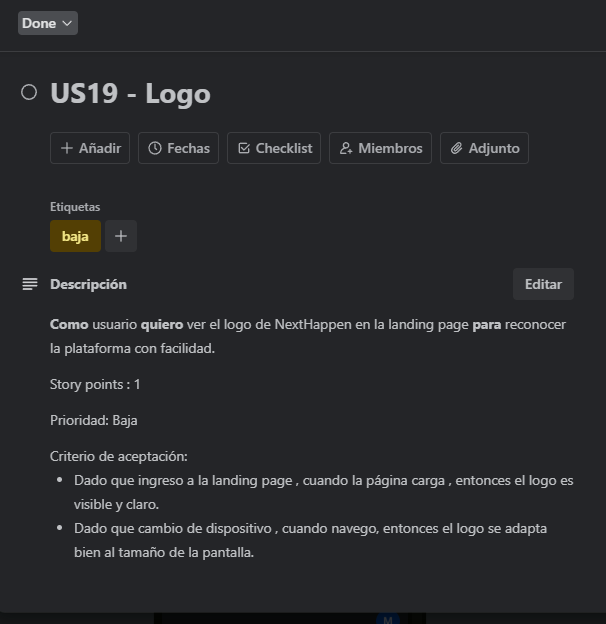 Done
US19 - Logo
+ Añadir Fechas Checklist Miembros Adjunto
Etiquetas
baja +
Descripción Editar
Como usuario quiero ver el logo de NextHappen en la landing page para reconocer
la plataforma con facilidad.
Story points : 1
Prioridad: Baja
Criterio de aceptación:
• Dado que ingreso a la landing page , cuando la página carga , entonces el logo es
visible y claro.
• Dado que cambio de dispositivo , cuando navego, entonces el logo se adapta
bien al tamaño de la pantalla.
M